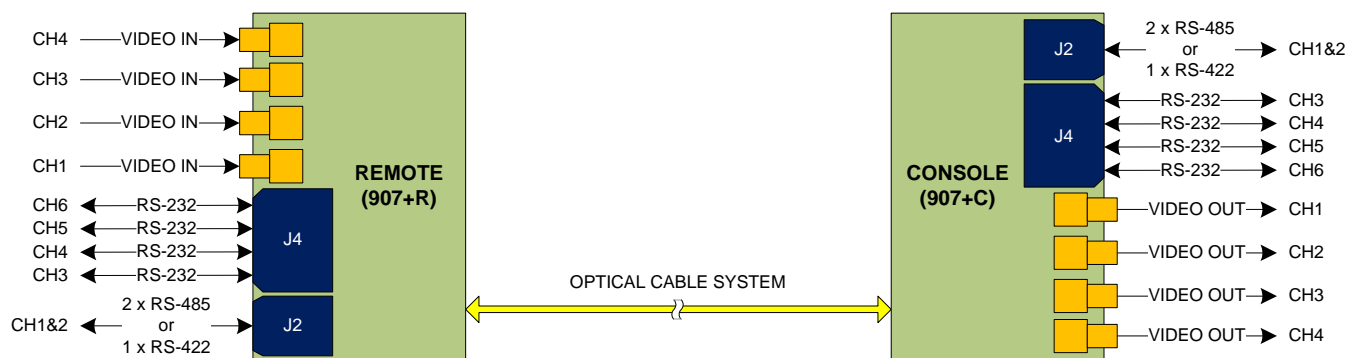 CH4 VIDEO IN
CH3 VIDEO IN
CH2 VIDEO IN
CH1 VIDEO IN
REMOTE
(907+R)
CH6 RS-232
CH5 RS-232
CH4 RS-232
CH3 RS-232
J4
2 x RS-485
CH1&2 or
1 x RS-422
J2
OPTICAL CABLE SYSTEM
CONSOLE
(907+C)
J2
2 x RS-485
or CH1&2
1 x RS-422
J4
RS-232 CH3
RS-232 CH4
RS-232 CH5
RS-232 CH6
VIDEO OUT CH1
VIDEO OUT CH2
VIDEO OUT CH3
VIDEO OUT CH4